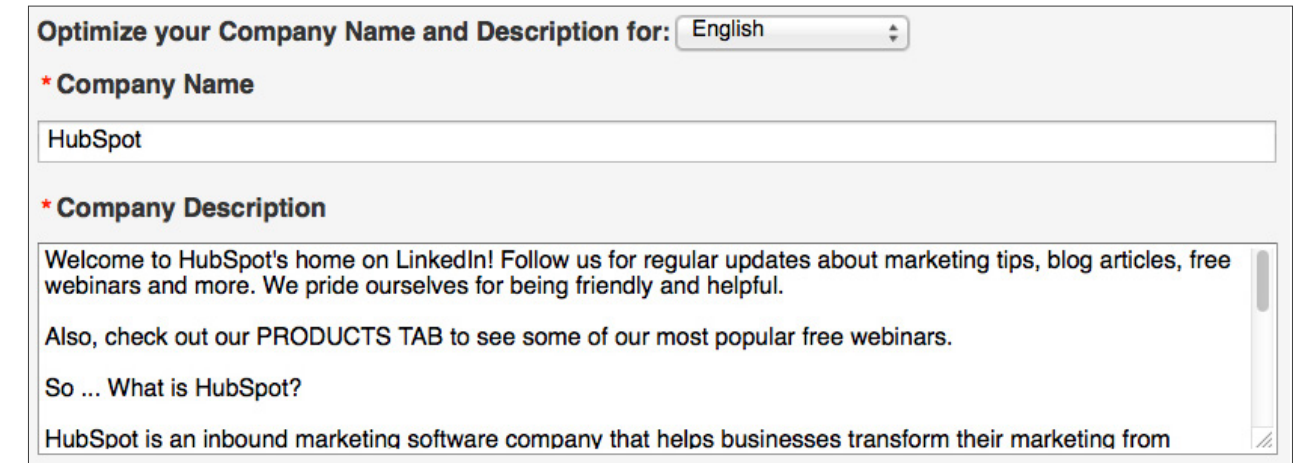 Optimize your Company Name and Description for: English
* Company Name
HubSpot
* Company Description
Welcome to HubSpot's home on LinkedIn! Follow us for regular updates about marketing tips, blog articles, free
webinars and more. We pride ourselves for being friendly and helpful.
Also, check out our PRODUCTS TAB to see some of our most popular free webinars.
So ... What is HubSpot?
HubSpot is an inbound marketing software company that helps businesses transform their marketing from